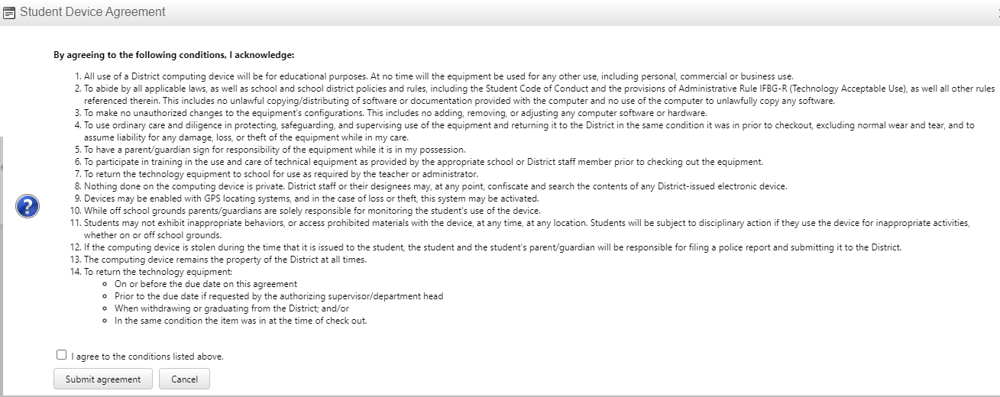 Student Device Agreement
By agreeing to the following conditions, I acknowledge:
1. All use of a District computing device will be for educational purposes. At no time will the equipment be used for any other use, including personal, commercial or business use.
2. To abide by all applicable laws, as well as school and school district policies and rules, including the Student Code of Conduct and the provisions of Administrative Rule IFBG-R (Technology Acceptable Use), as well all other rules
referenced therein. This includes no unlawful copying/distributing of software or documentation provided with the computer and no use of the computer to unlawfully copy any software.
3. To make no unauthorized changes to the equipment's configurations. This includes no adding, removing, or adjusting any computer software or hardware.
4. To use ordinary care and diligence in protecting, safeguarding, and supervising use of the equipment and returning it to the District in the same condition it was in prior to checkout, excluding normal wear and tear, and to
assume liability for any damage, loss, or theft of the equipment while in my care.
5. To have a parent/guardian sign for responsibility of the equipment while it is in my possession.
6. To participate in training in the use and care of technical equipment as provided by the appropriate school or District staff member prior to checking out the equipment.
7. To return the technology equipment to school for use as required by the teacher or administrator.
8. Nothing done on the computing device is private. District staff or their designees may, at any point, confiscate and search the contents of any District-issued electronic device.
9. Devices may be enabled with GPS locating systems, and in the case of loss or theft, this system may be activated.
10. While off school grounds parents/guardians are solely responsible for monitoring the student's use of the device.
11. Students may not exhibit inappropriate behaviors, or access prohibited materials with the device, at any time, at any location. Students will be subject to disciplinary action if they use the device for inappropriate activities,
whether on or off school grounds.
12. If the computing device is stolen during the time that it is issued to the student, the student and the student's parent/guardian will be responsible for filing a police report and submitting it to the District.
13. The computing device remains the property of the District at all times.
14. To return the technology equipment:
On or before the due date on this agreement
Prior to the due date if requested by the authorizing supervisor/department head
When withdrawing or graduating from the District; and/or
In the same condition the item was in at the time of check out.
I agree to the conditions listed above.
Submit agreement
Cancel